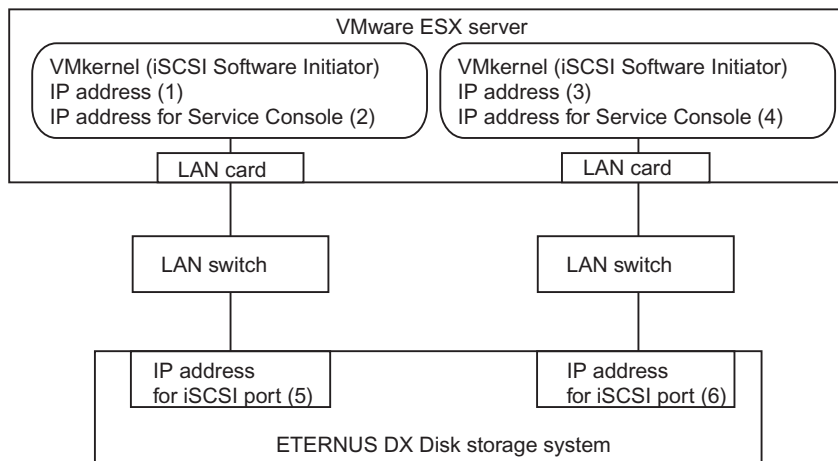 VMware ESX server
VMkernel (iSCSI Software Initiator)
IP address (1)
IP address for Service Console (2)
VMkernel (iSCSI Software Initiator)
IP address (3)
IP address for Service Console (4)
LAN card
LAN card
LAN switch
LAN switch
IP address
for iSCSI port (5)
IP address
for iSCSI port (6)
ETERNUS DX Disk storage system